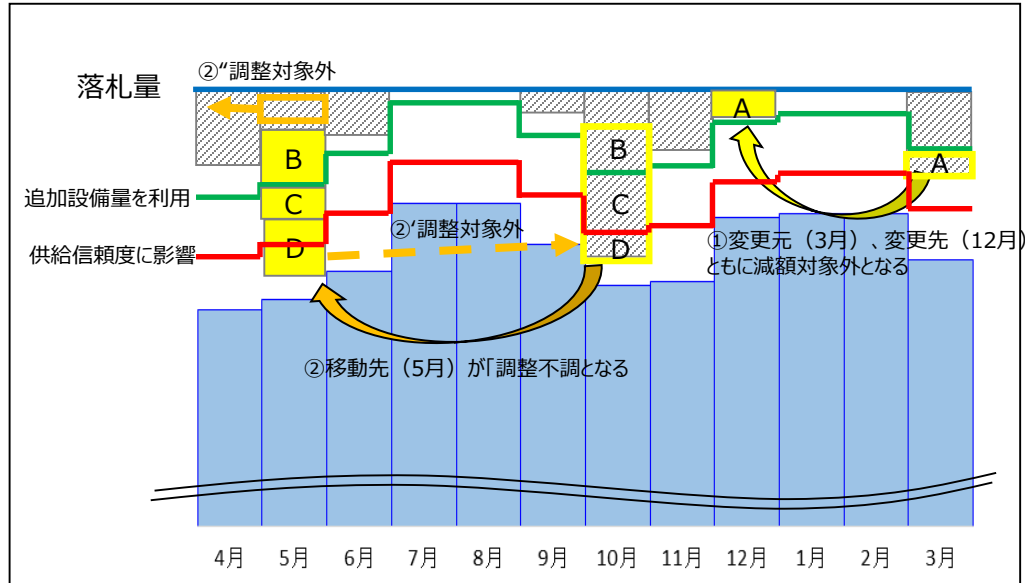 ②“調整対象外
落札量
A
B
B
A
追加設備量を利用
C
C
②‘調整対象外
①変更元（3月）、変更先（12月）
ともに減額対象外となる
供給信頼度に影響
D
D
②移動先（5月）が「調整不調となる
4月 5月 6月 7月 8月 9月 10月 11月 12月 1月 2月 3月